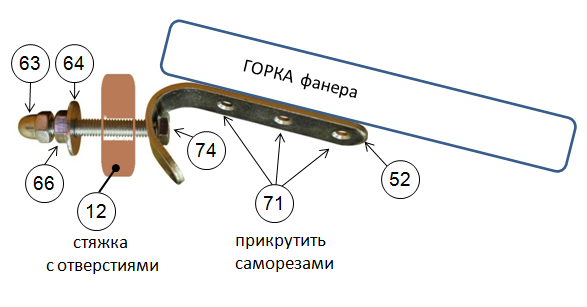 63
64
ГОРКА фанера
66
74
52
12
71
стяжка
с отверстиями
прикрутить
саморезами